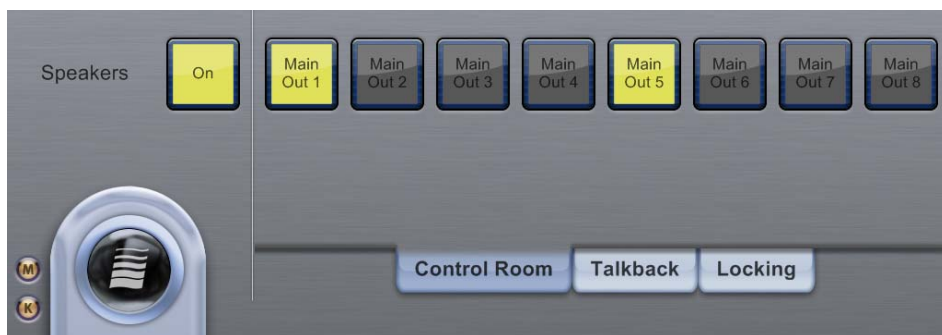 Speakers
On
Main
Out 1
Main
Out 2
Main
Out 3
Main
Out 4
Main
Out 5
Main
Out 6
Main
Out 7
Main
Out 8
M
K
Control Room
Talkback
Locking